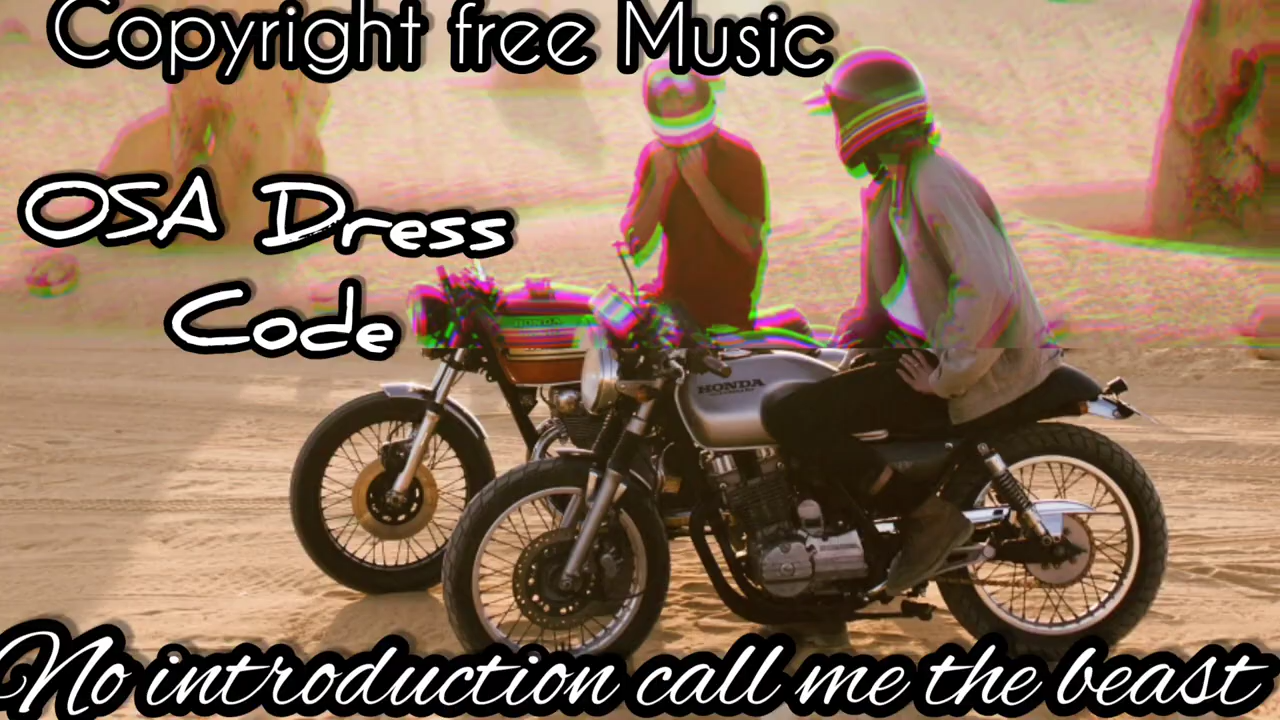 Copyright free Music
OSA Dress
Code
HONDA
HONDA
No introduction call me the beast